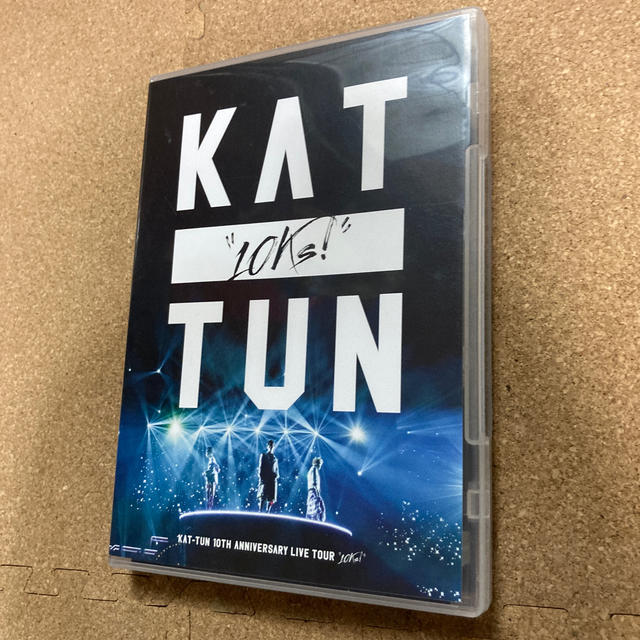 KAT
"10Ks!"
TUN
KAT-TUN 10TH ANNIVERSARY LIVE TOUR "10Ks!"